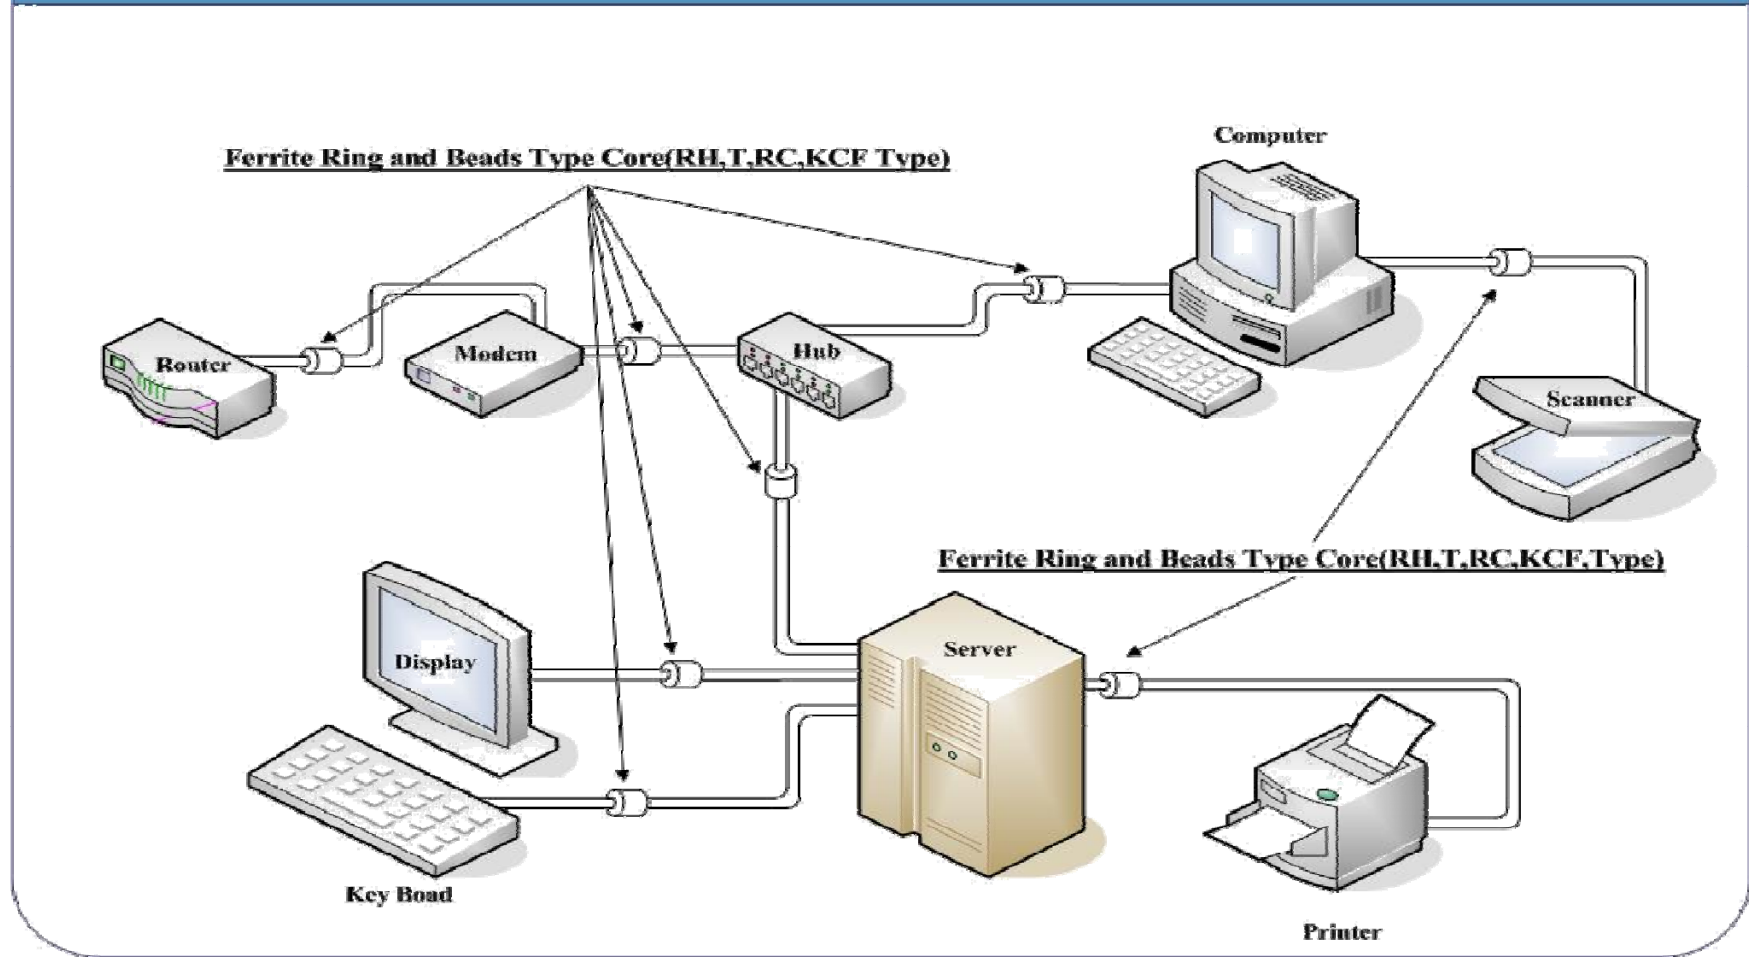 Computer
Ferrite Ring and Beads Type Core(RH,T,RC,KCF Type)
Router
Modem
Hub
Scanner
Ferrite Ring and Beads Type Core(RH,T,RC,KCF,Type)
Display
Server
Key Boad
Printer